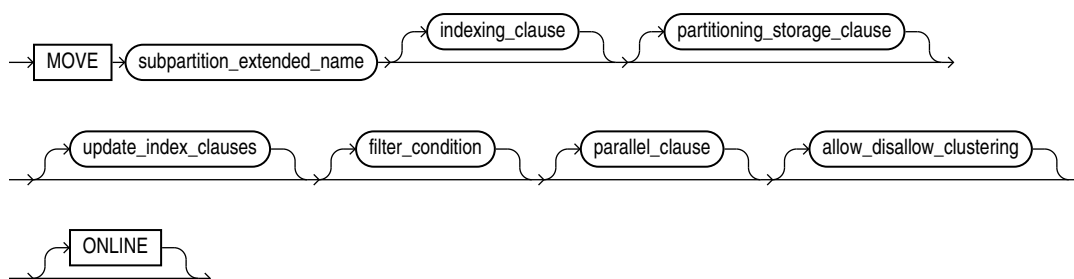 indexing_clause partitioning_storage_clause
MOVE subpartition_extended_name
update_index_clauses filter_condition parallel_clause allow_disallow_clustering
ONLINE